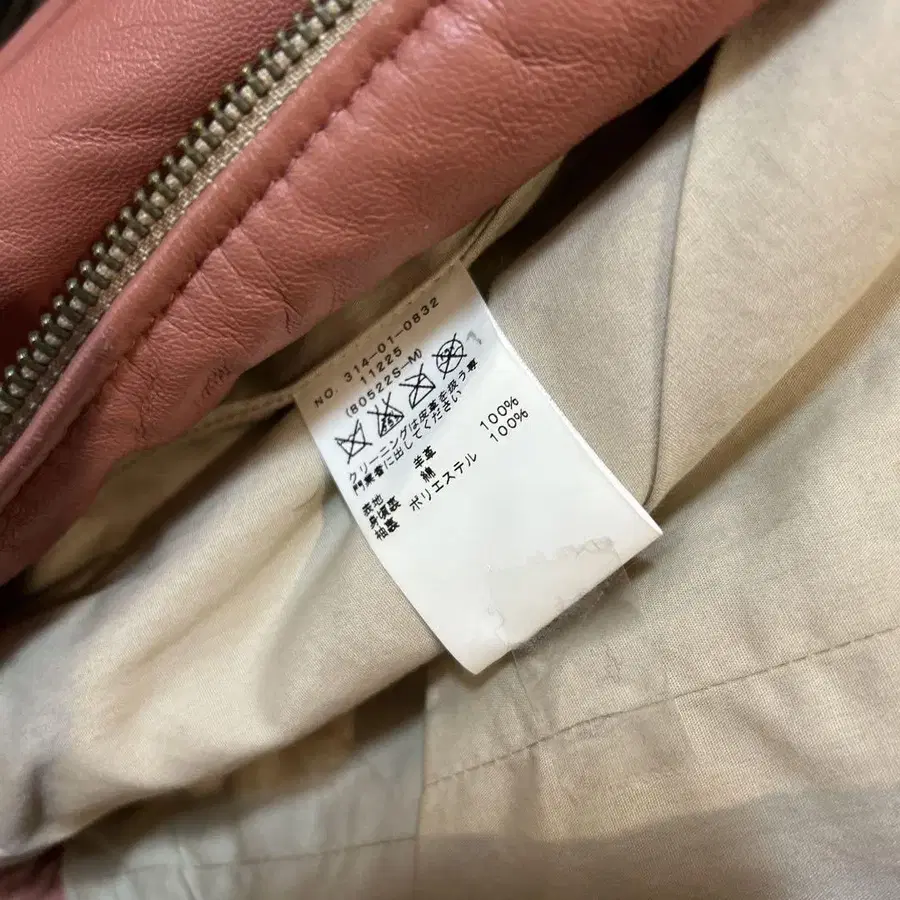 NO. 314-01-0832
11225
(80522S-M)
クリーニングは皮革を扱う専
門業者に出してください
表地 羊革
身頃裏 綿 100%
袖裏 ポリエステル 100%